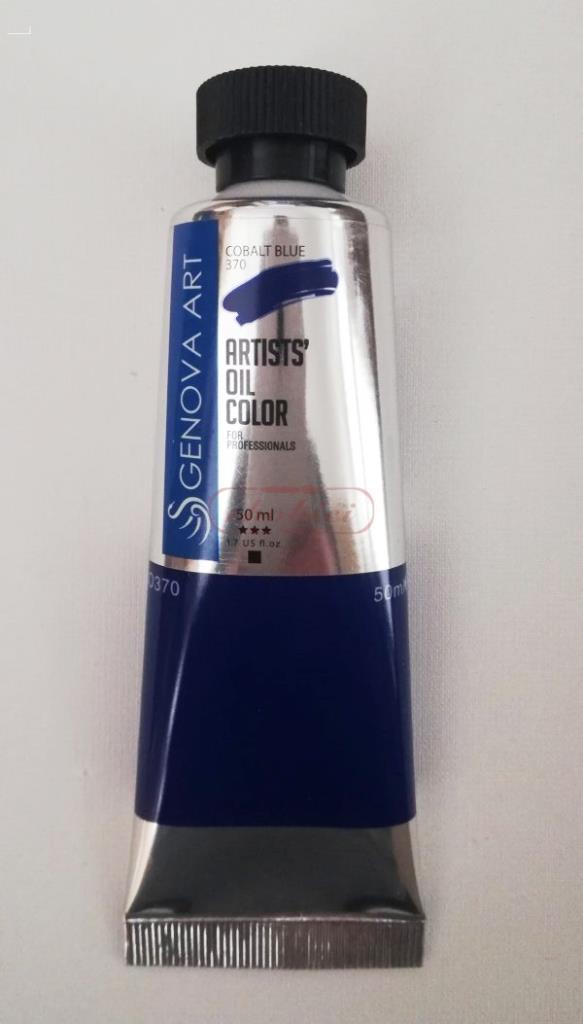 COBALT BLUE
370
GENOVA ART
ARTISTS'
OIL
COLOR
FOR
PROFESSIONALS
50 ml
1.7 US fl.oz.
0370
50ml